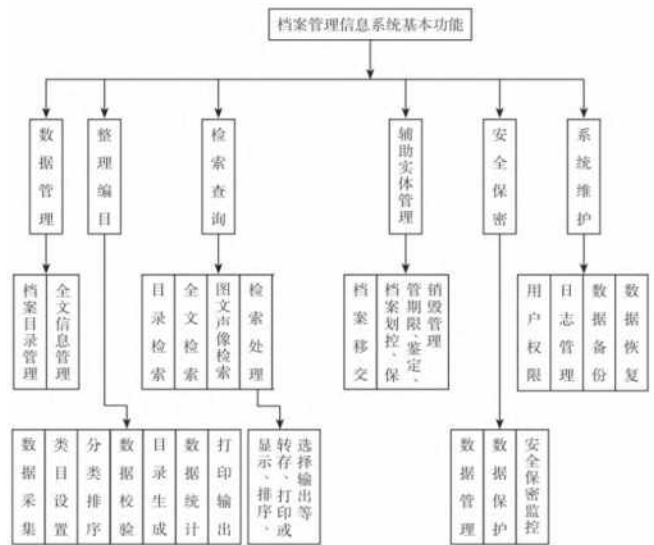 档案管理信息系统基本功能
数据管理
整理编目
检索查询
辅助实体管理
安全保密
系统维护
档案目录管理
全文信息管理
目录检索
全文检索
图文声像检索
检索处理
档案移交
档案划控、保
管期限、鉴定、
销毁管理
用户权限
日志管理
数据备份
数据恢复
数据采集
类目设置
分类排序
数据校验
目录生成
数据统计
打印输出
显示、排序、
转存、打印或
选择输出等
数据管理
数据保护
安全保密监控